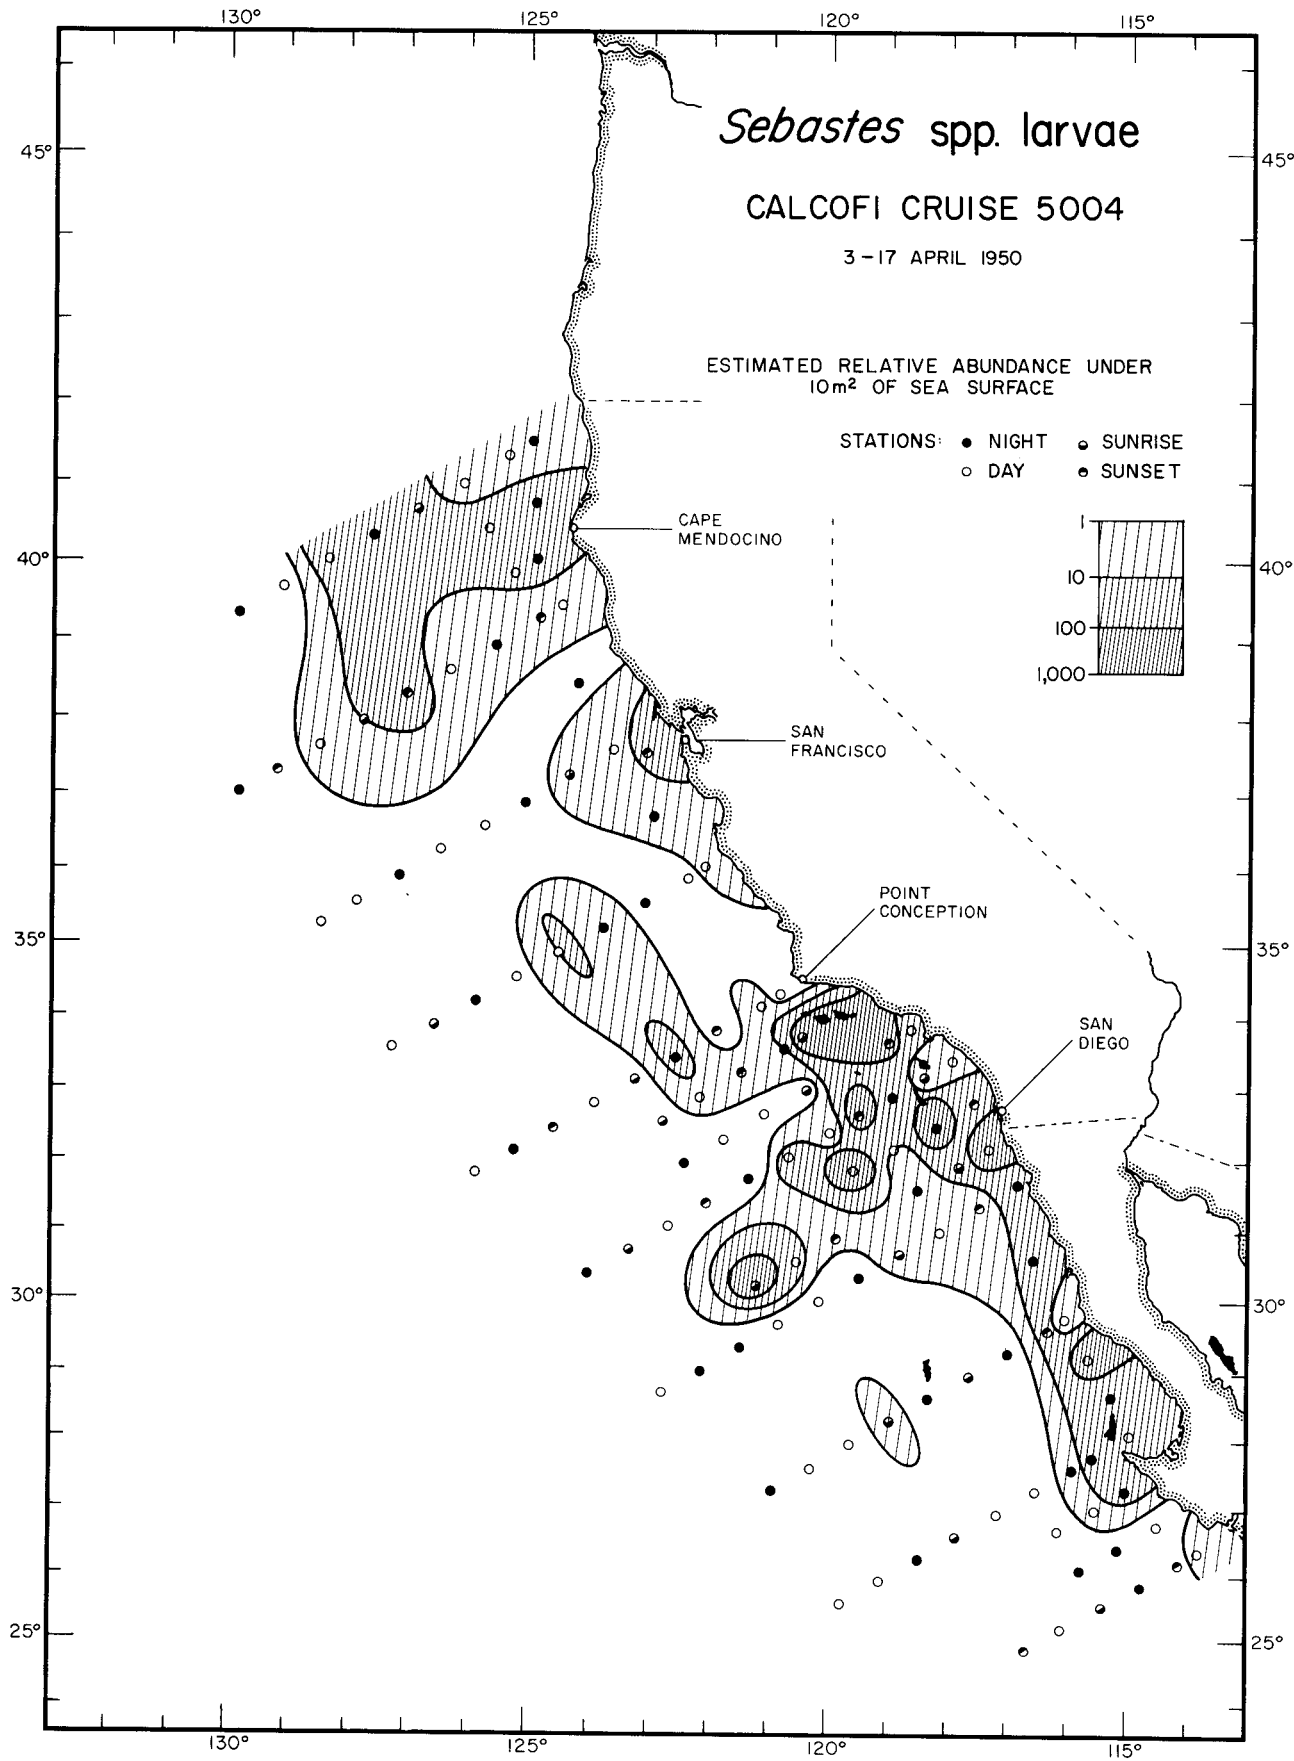 130° 125° 120° 115°
Sebastes spp. larvae
45° 45°
CALCOFI CRUISE 5004
3–17 APRIL 1950
ESTIMATED RELATIVE ABUNDANCE UNDER
10m² OF SEA SURFACE
STATIONS: ● NIGHT SUNRISE
○ DAY SUNSET
CAPE
MENDOCINO
1
10
100
1,000
40° 40°
SAN
FRANCISCO
POINT
CONCEPTION
35° 35°
SAN
DIEGO
30° 30°
25° 25°
130° 125° 120° 115°